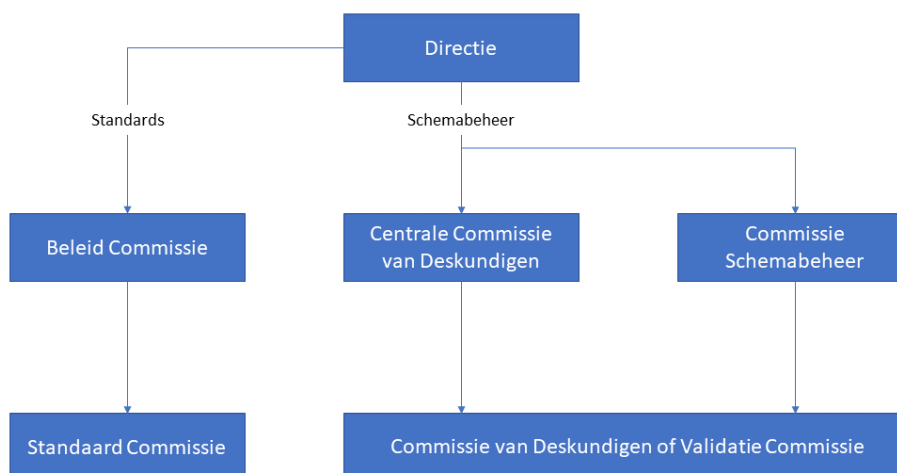 Directie
Standards
Schemabeheer
Beleid Commissie
Centrale Commissie
van Deskundigen
Commissie
Schemabeheer
Standaard Commissie
Commissie van Deskundigen of Validatie Commissie